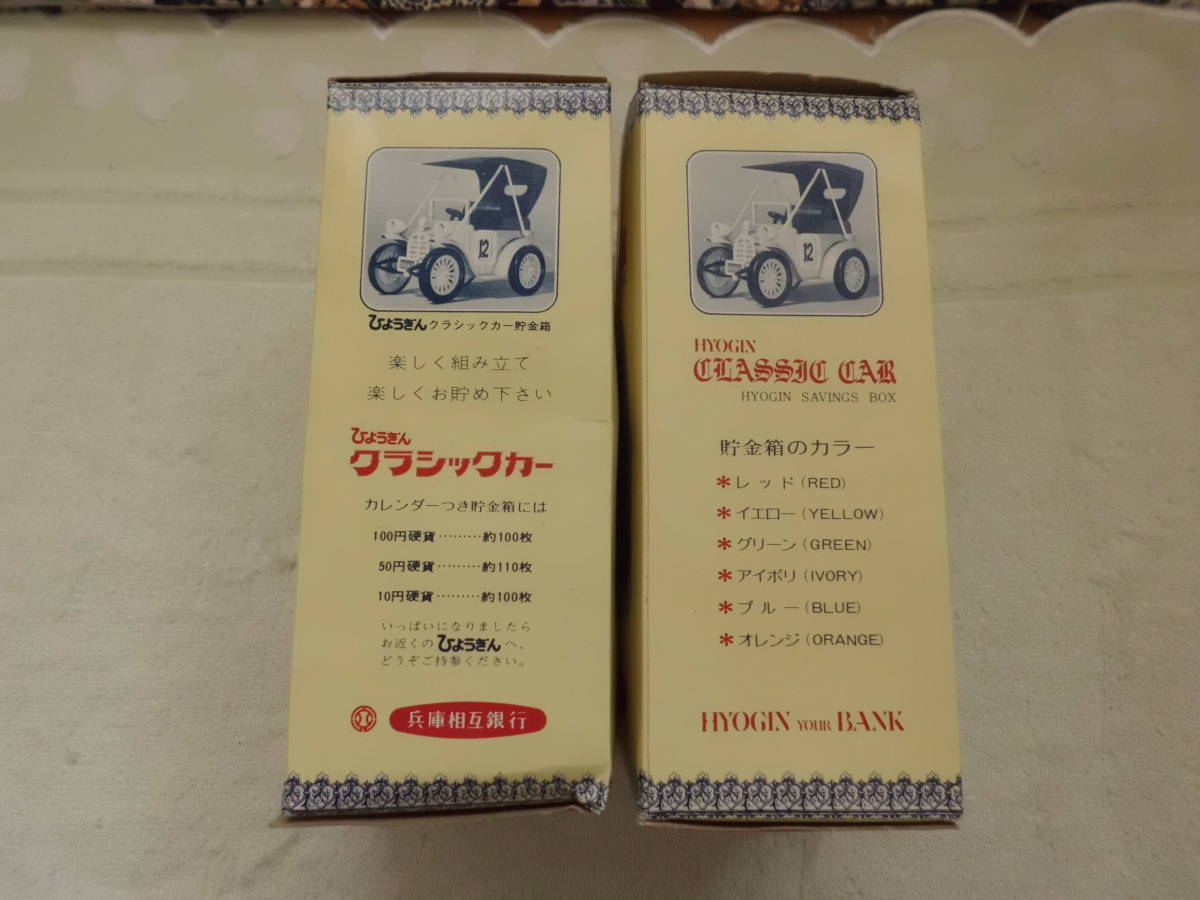 12
ひょうぎんクラシックカー貯金箱
楽しく組み立て
楽しくお貯め下さい
ひょうぎん
クラシックカー
カレンダーつき貯金箱には
100円硬貨………約100枚
50円硬貨………約110枚
10円硬貨………約100枚
いっぱいになりましたら
お近くのひょうぎんへ、
どうぞご持参ください。
兵庫相互銀行
12
HYOGIN
CLASSIC CAR
HYOGIN SAVINGS BOX
貯金箱のカラー
*レッド(RED)
*イエロー(YELLOW)
*グリーン(GREEN)
*アイボリ(IVORY)
*ブルー(BLUE)
*オレンジ(ORANGE)
HYOGIN YOUR BANK